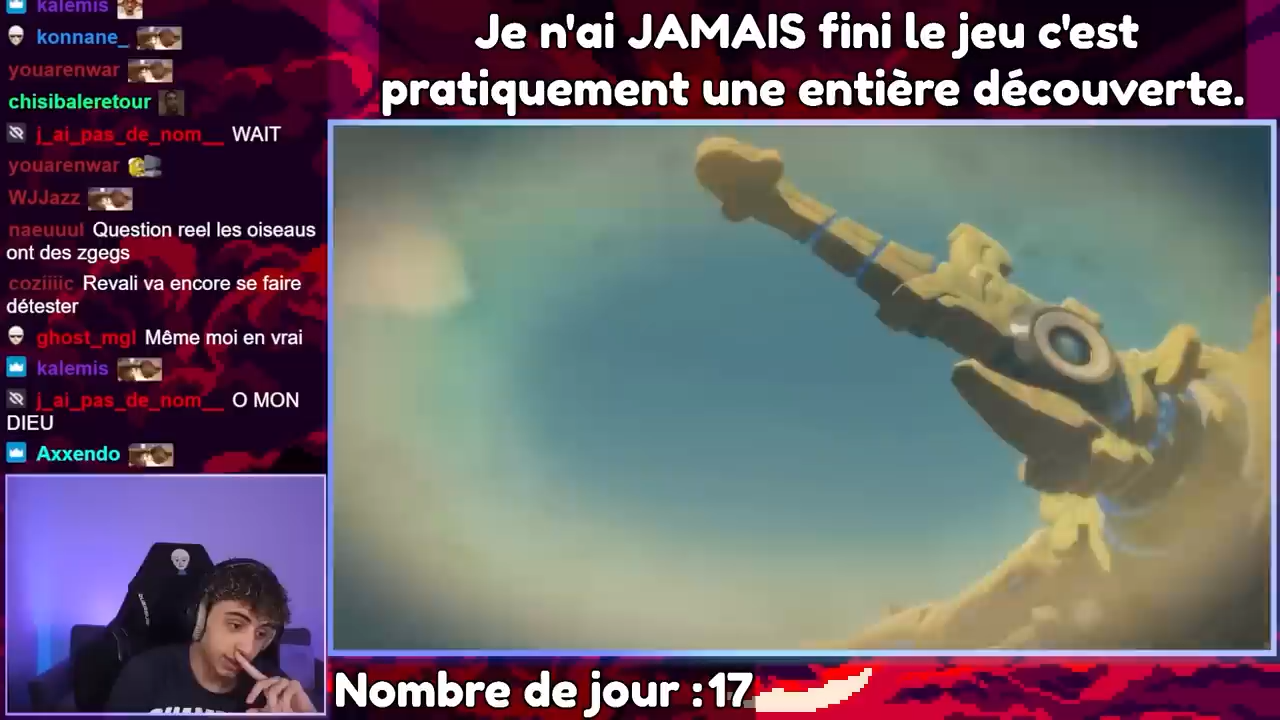 kalemis
konnane_
youarenwar
chisibaleretour
j_ai_pas_de_nom__ WAIT
youarenwar
WJJazz
naeuuul Question reel les oiseaus
ont des zgegs
coziiiic Revali va encore se faire
détester
ghost_mgl Même moi en vrai
kalemis
j_ai_pas_de_nom__ O MON
DIEU
Axxendo
Je n'ai JAMAIS fini le jeu c'est
pratiquement une entière découverte.
Nombre de jour : 17